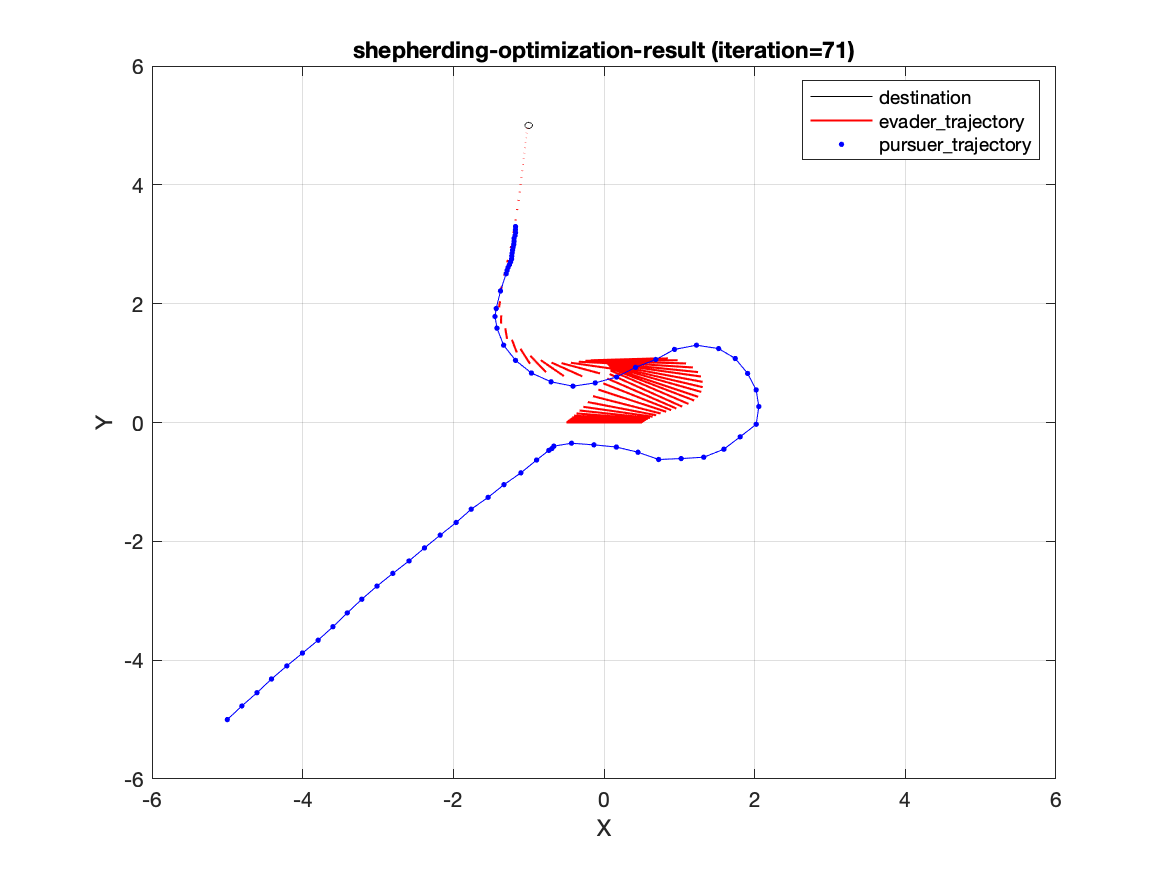 shepherding-optimization-result (iteration=71)
6
4
2
0
-2
-4
-6
Y
destination
evader_trajectory
pursuer_trajectory
-6
-4
-2
0
2
4
6
X